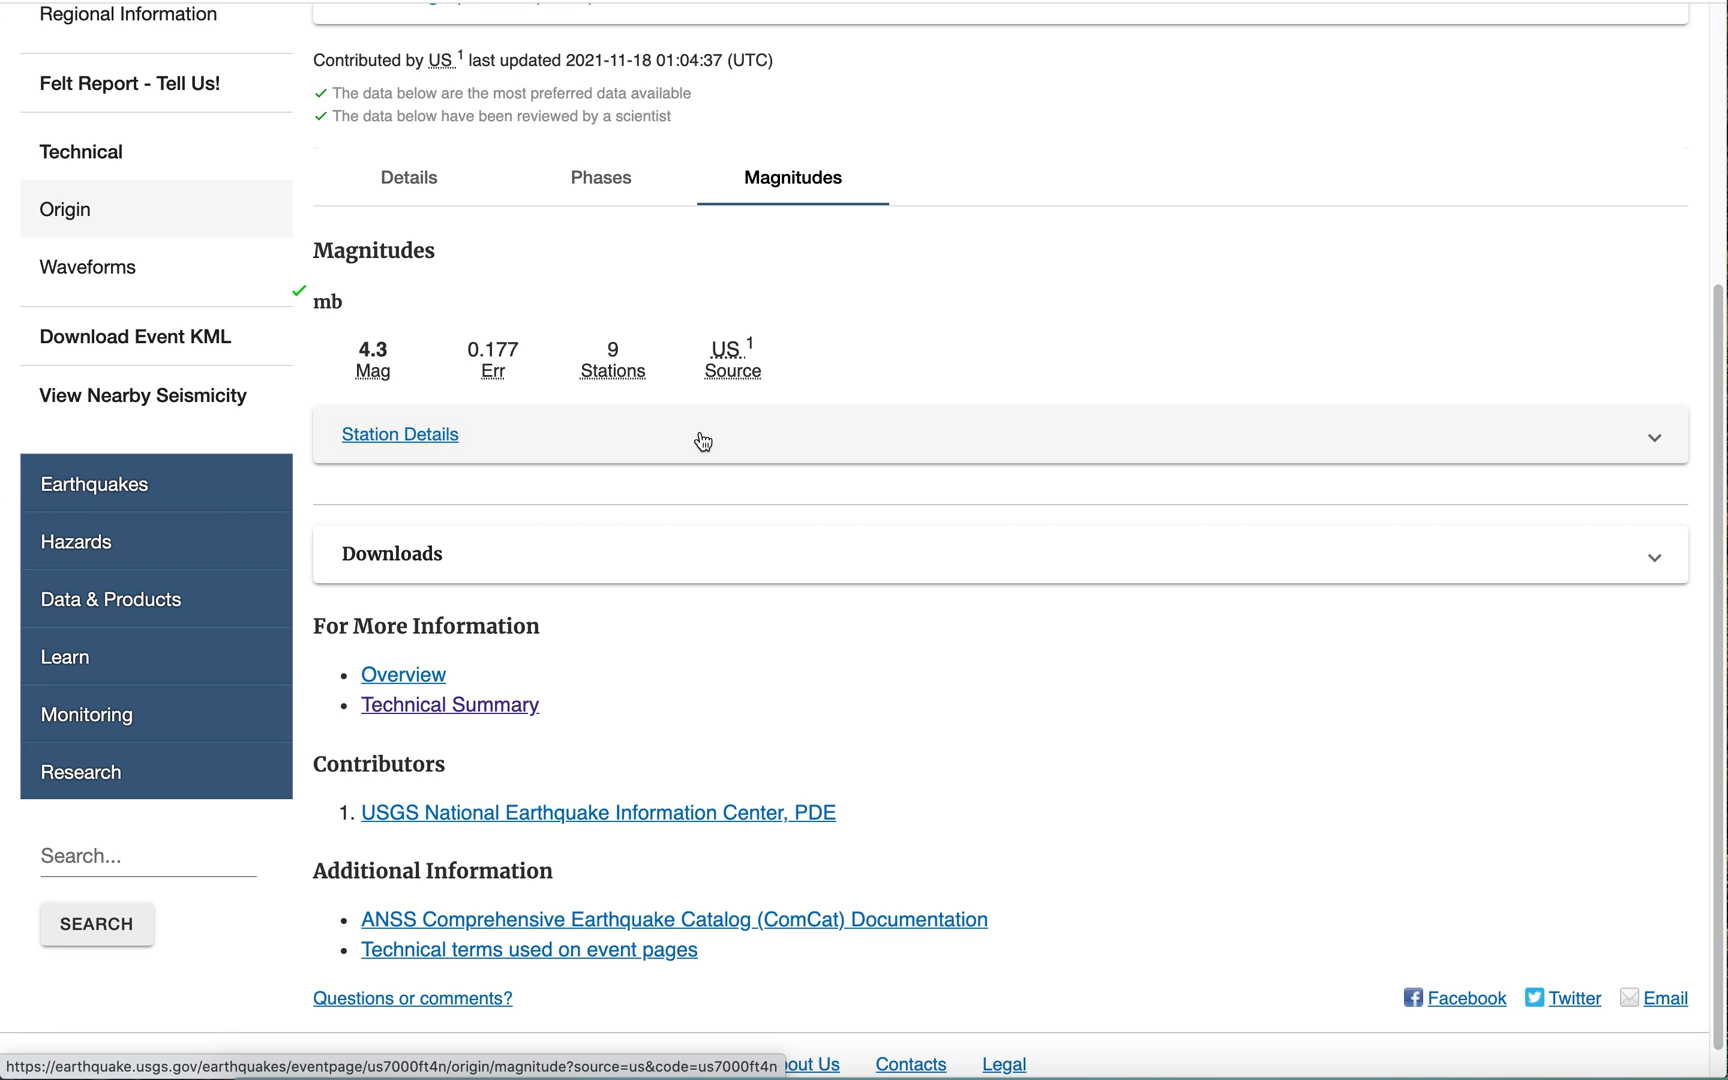 Regional Information
Felt Report - Tell Us!
Technical
Origin
Waveforms
Download Event KML
View Nearby Seismicity
Earthquakes
Hazards
Data & Products
Learn
Monitoring
Research
Search...
SEARCH
Contributed by US 1 last updated 2021-11-18 01:04:37 (UTC)
The data below are the most preferred data available
The data below have been reviewed by a scientist
Details Phases Magnitudes
Magnitudes
mb
4.3 0.177 9 US 1
Mag Err Stations Source
Station Details
Downloads
For More Information
• Overview
• Technical Summary
Contributors
1. USGS National Earthquake Information Center, PDE
Additional Information
• ANSS Comprehensive Earthquake Catalog (ComCat) Documentation
• Technical terms used on event pages
Questions or comments? Facebook Twitter Email
https://earthquake.usgs.gov/earthquakes/eventpage/us7000ft4n/origin/magnitude?source=us&code=us7000ft4n out Us Contacts Legal